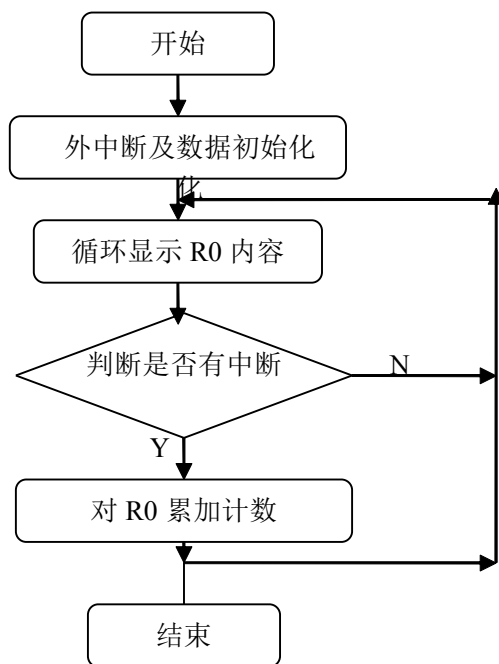 开始
外中断及数据初始化
化
循环显示 R0 内容
判断是否有中断
N
Y
对 R0 累加计数
结束